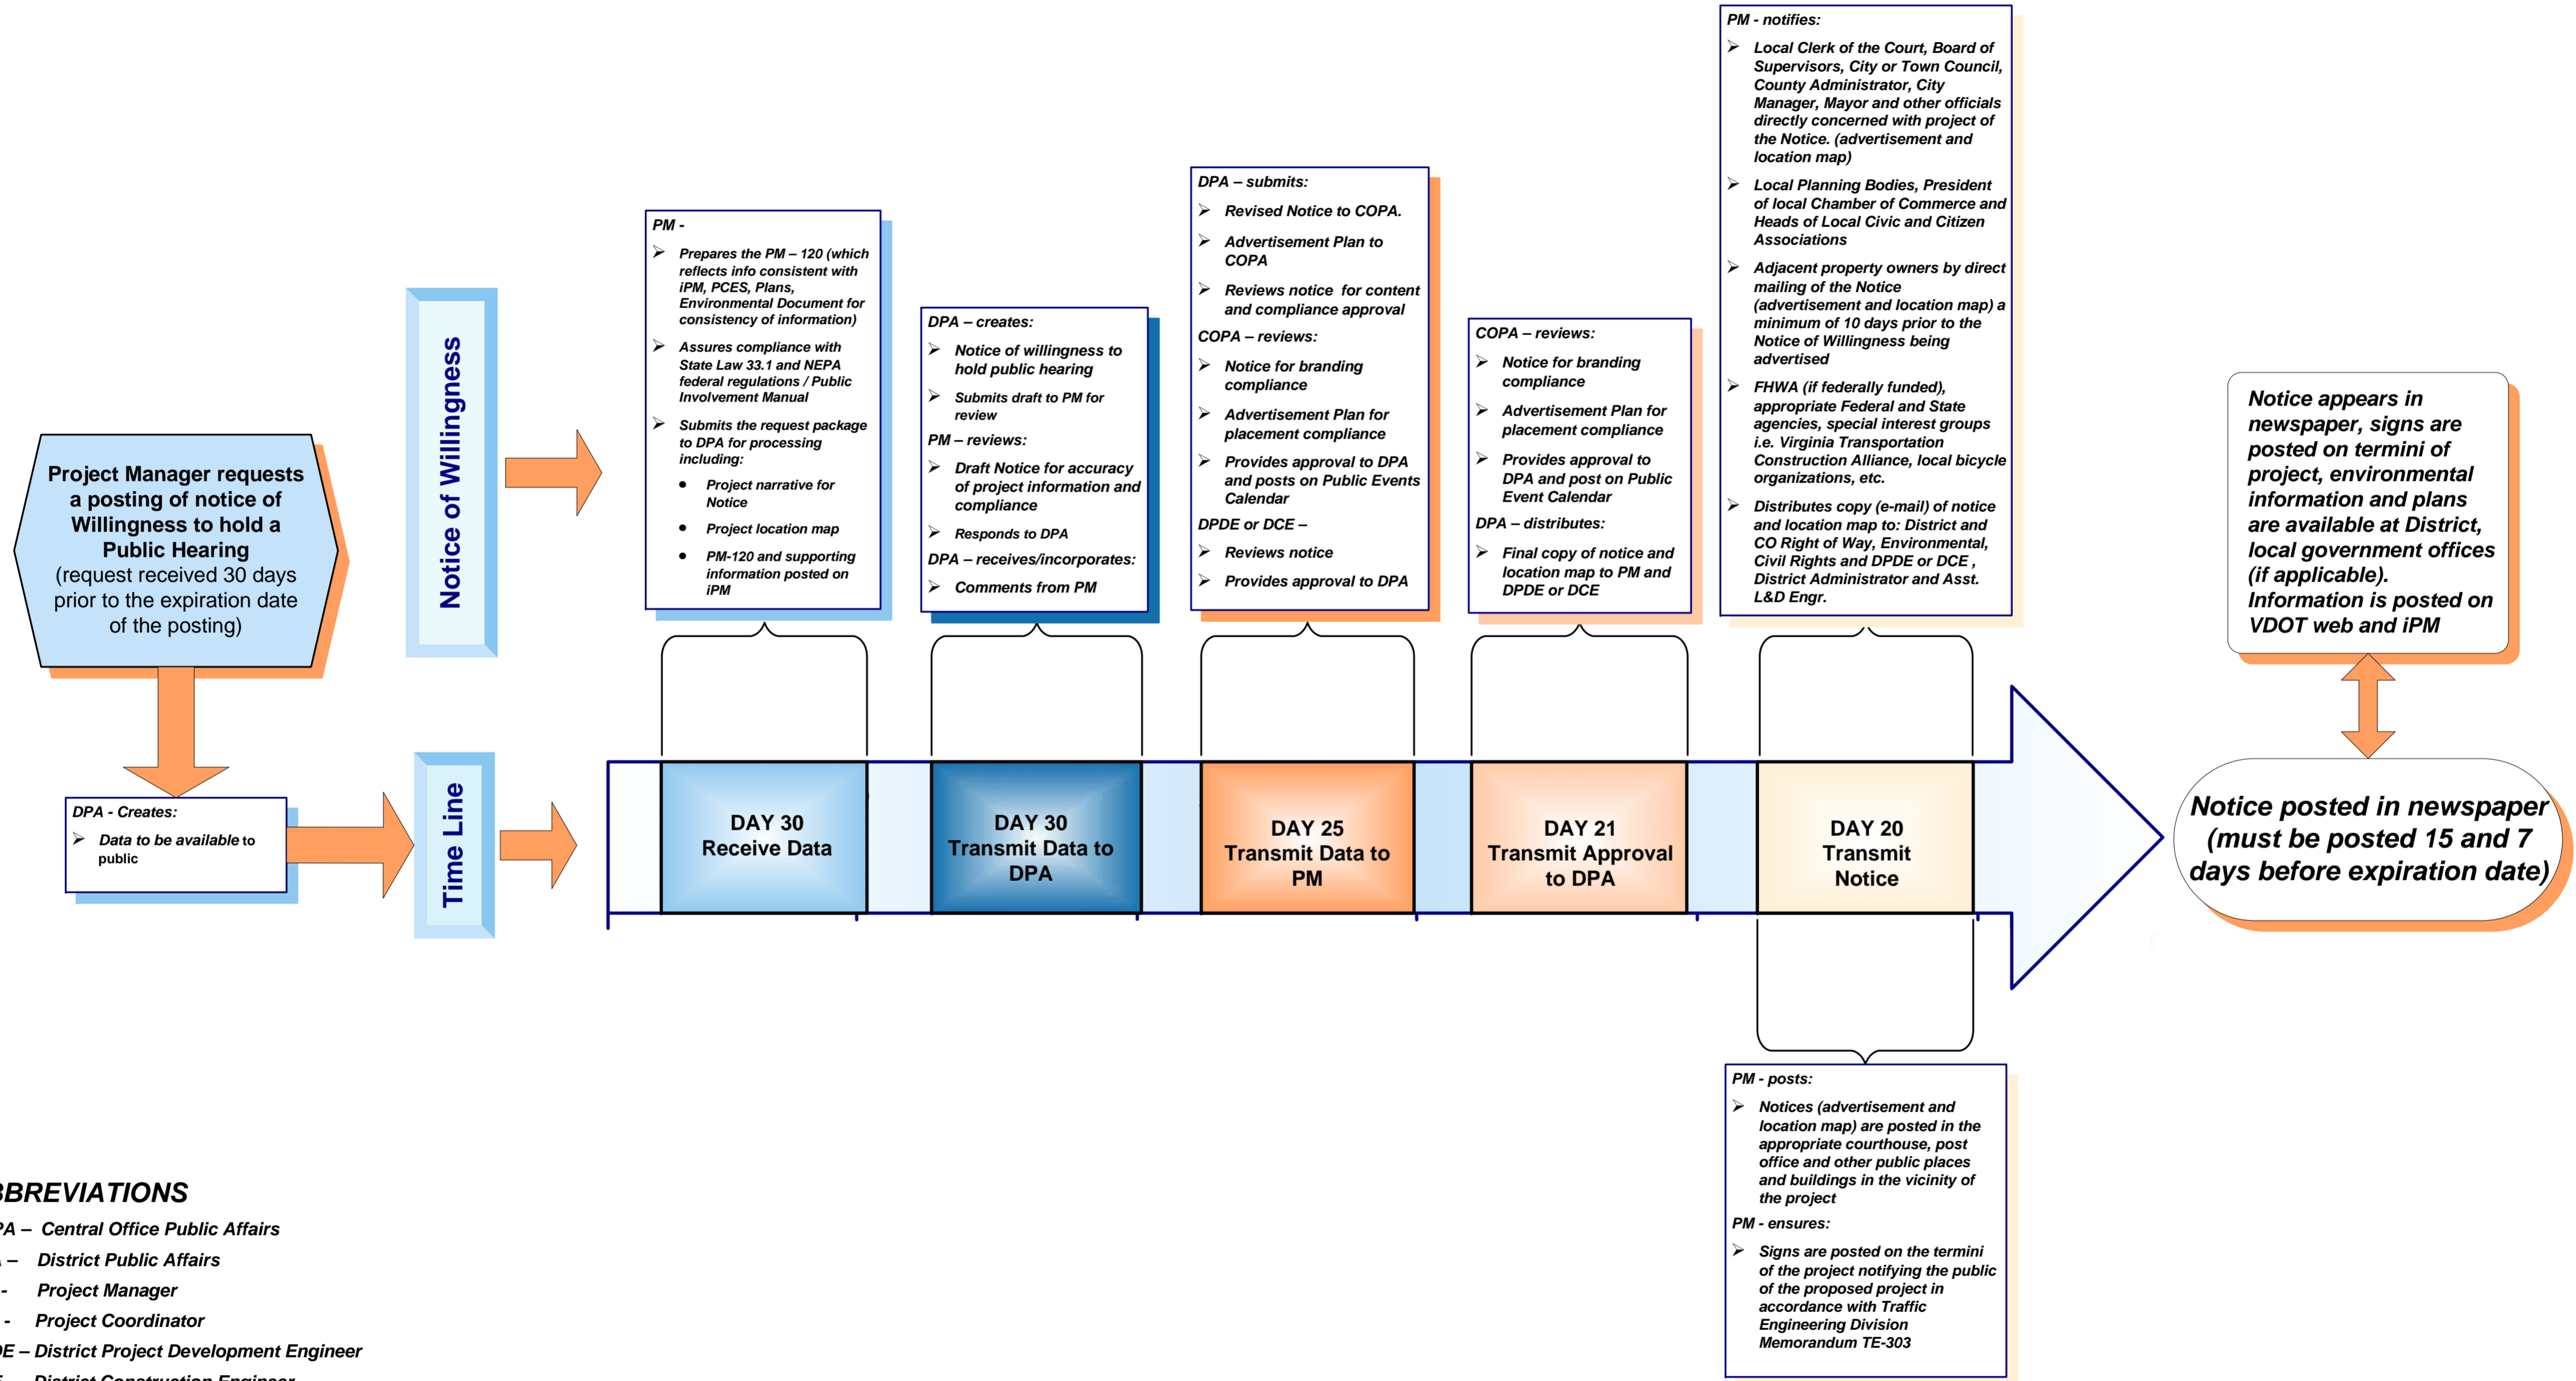 Project Manager requests
a posting of notice of
Willingness to hold a
Public Hearing
(request received 30 days
prior to the expiration date
of the posting)
DPA - Creates:
➢ Data to be available to
public
Notice of Willingness
Time Line
PM -
➢ Prepares the PM – 120 (which
reflects info consistent with
iPM, PCES, Plans,
Environmental Document for
consistency of information)
➢ Assures compliance with
State Law 33.1 and NEPA
federal regulations / Public
Involvement Manual
➢ Submits the request package
to DPA for processing
including:
• Project narrative for
Notice
• Project location map
• PM-120 and supporting
information posted on
iPM
DPA – creates:
➢ Notice of willingness to
hold public hearing
➢ Submits draft to PM for
review
PM – reviews:
➢ Draft Notice for accuracy
of project information and
compliance
➢ Responds to DPA
DPA – receives/incorporates:
➢ Comments from PM
DPA – submits:
➢ Revised Notice to COPA.
➢ Advertisement Plan to
COPA
➢ Reviews notice for content
and compliance approval
COPA – reviews:
➢ Notice for branding
compliance
➢ Advertisement Plan for
placement compliance
➢ Provides approval to DPA
and posts on Public Events
Calendar
DPDE or DCE –
➢ Reviews notice
➢ Provides approval to DPA
COPA – reviews:
➢ Notice for branding
compliance
➢ Advertisement Plan for
placement compliance
➢ Provides approval to
DPA and post on Public
Event Calendar
DPA – distributes:
➢ Final copy of notice and
location map to PM and
DPDE or DCE
PM - notifies:
➢ Local Clerk of the Court, Board of
Supervisors, City or Town Council,
County Administrator, City
Manager, Mayor and other officials
directly concerned with project of
the Notice. (advertisement and
location map)
➢ Local Planning Bodies, President
of local Chamber of Commerce and
Heads of Local Civic and Citizen
Associations
➢ Adjacent property owners by direct
mailing of the Notice
(advertisement and location map) a
minimum of 10 days prior to the
Notice of Willingness being
advertised
➢ FHWA (if federally funded),
appropriate Federal and State
agencies, special interest groups
i.e. Virginia Transportation
Construction Alliance, local bicycle
organizations, etc.
➢ Distributes copy (e-mail) of notice
and location map to: District and
CO Right of Way, Environmental,
Civil Rights and DPDE or DCE ,
District Administrator and Asst.
L&D Engr.
DAY 30
Receive Data
DAY 30
Transmit Data to
DPA
DAY 25
Transmit Data to
PM
DAY 21
Transmit Approval
to DPA
DAY 20
Transmit
Notice
Notice appears in
newspaper, signs are
posted on termini of
project, environmental
information and plans
are available at District,
local government offices
(if applicable).
Information is posted on
VDOT web and iPM
Notice posted in newspaper
(must be posted 15 and 7
days before expiration date)
PM - posts:
➢ Notices (advertisement and
location map) are posted in the
appropriate courthouse, post
office and other public places
and buildings in the vicinity of
the project
PM - ensures:
➢ Signs are posted on the termini
of the project notifying the public
of the proposed project in
accordance with Traffic
Engineering Division
Memorandum TE-303
BBREVIATIONS
PA – Central Office Public Affairs
– District Public Affairs
- Project Manager
- Project Coordinator
DE – District Project Development Engineer
District Construction Engineer